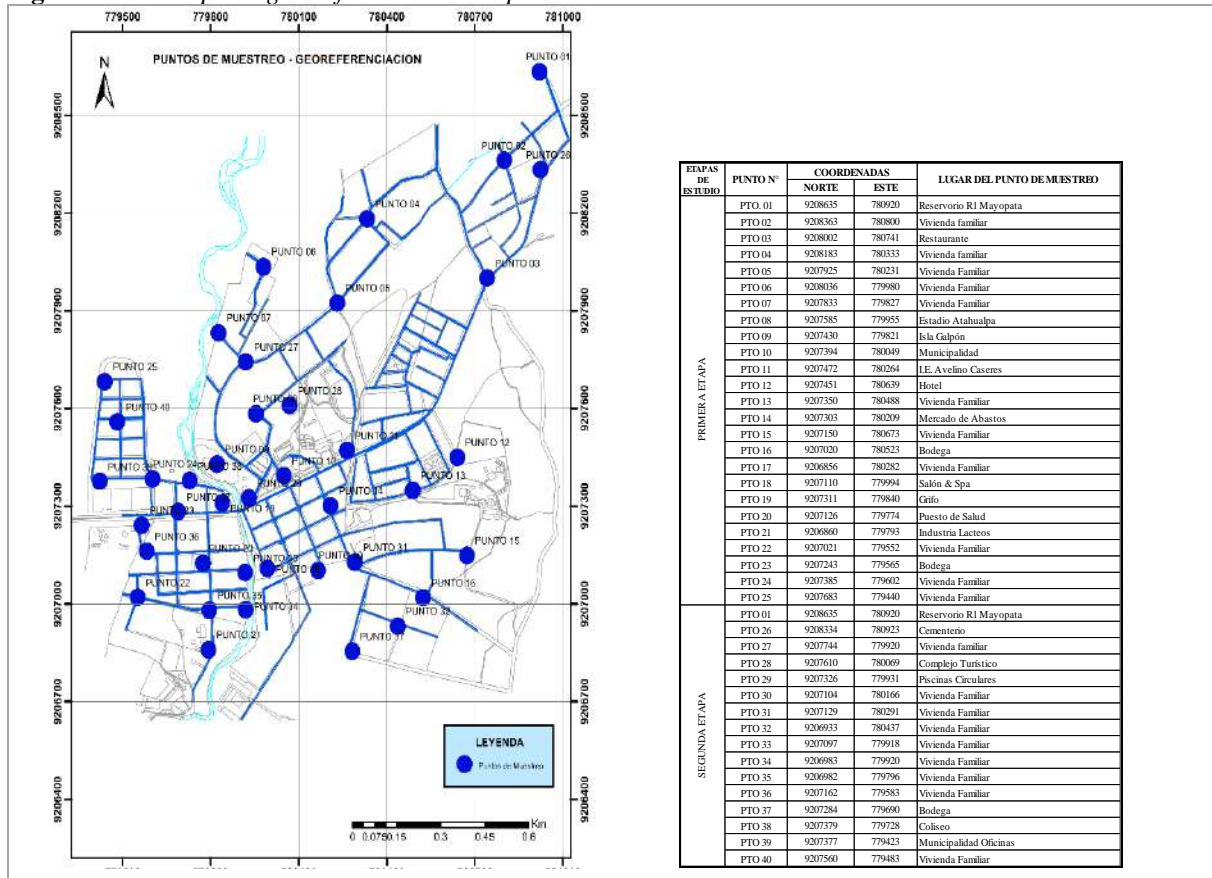 779500 779800 780100 780400 780700 781000
PUNTOS DE MUESTREO - GEOREFERENCIACION
N
PUNTO 01
PUNTO 02
PUNTO 26
PUNTO 04
PUNTO 03
PUNTO 06
PUNTO 05
PUNTO 07
PUNTO 27
PUNTO 25
PUNTO 28
PUNTO 40
PUNTO 11
PUNTO 12
PUNTO 24
PUNTO 09
PUNTO 10
PUNTO 13
PUNTO 29
PUNTO 14
PUNTO 23
PUNTO 19
PUNTO 36
PUNTO 31
PUNTO 15
PUNTO 22
PUNTO 16
PUNTO 35
PUNTO 34
PUNTO 32
PUNTO 21
PUNTO 17
9208500 9208500
9208200 9208200
9207900 9207900
9207600 9207600
9207300 9207300
9207000 9207000
9206700 9206700
9206400 9206400
LEYENDA
Puntos de Muestreo
Km
0 0.075 0.15 0.3 0.45 0.6
ETAPAS DE ESTUDIO PUNTO N° COORDENADAS LUGAR DEL PUNTO DE MUESTREO
NORTE ESTE
PRIMERA ETAPA
PTO. 01 9208635 780920 Reservorio R1 Mayopata
PTO 02 9208363 780800 Vivienda familiar
PTO 03 9208002 780741 Restaurante
PTO 04 9208183 780333 Vivienda familiar
PTO 05 9207925 780231 Vivienda Familiar
PTO 06 9208036 779980 Vivienda Familiar
PTO 07 9207833 779827 Vivienda Familiar
PTO 08 9207585 779955 Estadio Atahualpa
PTO 09 9207430 779821 Isla Galpón
PTO 10 9207394 780049 Municipalidad
PTO 11 9207472 780264 I.E. Avelino Caseres
PTO 12 9207451 780639 Hotel
PTO 13 9207350 780488 Vivienda Familiar
PTO 14 9207303 780209 Mercado de Abastos
PTO 15 9207150 780673 Vivienda Familiar
PTO 16 9207020 780523 Bodega
PTO 17 9206856 780282 Vivienda Familiar
PTO 18 9207110 779994 Salón & Spa
PTO 19 9207311 779840 Grifo
PTO 20 9207126 779774 Puesto de Salud
PTO 21 9206860 779793 Industria Lacteos
PTO 22 9207021 779552 Vivienda Familiar
PTO 23 9207243 779565 Bodega
PTO 24 9207385 779602 Vivienda Familiar
PTO 25 9207683 779440 Vivienda Familiar
SEGUNDA ETAPA
PTO 01 9208635 780920 Reservorio R1 Mayopata
PTO 26 9208334 780923 Cementerio
PTO 27 9207744 779920 Vivienda familiar
PTO 28 9207610 780069 Complejo Turístico
PTO 29 9207326 779931 Piscinas Circulares
PTO 30 9207104 780166 Vivienda Familiar
PTO 31 9207129 780291 Vivienda Familiar
PTO 32 9206933 780437 Vivienda Familiar
PTO 33 9207097 779918 Vivienda Familiar
PTO 34 9206983 779920 Vivienda Familiar
PTO 35 9206982 779796 Vivienda Familiar
PTO 36 9207162 779583 Vivienda Familiar
PTO 37 9207284 779690 Bodega
PTO 38 9207379 779728 Coliseo
PTO 39 9207377 779423 Municipalidad Oficinas
PTO 40 9207560 779483 Vivienda Familiar